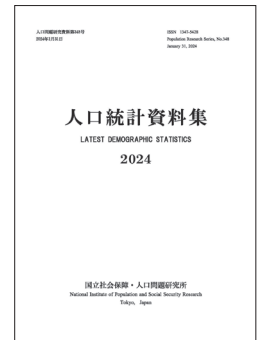 人口問題研究資料第348号
2024年1月31日
ISSN 1347-5428
Population Research Series, No.348
January 31, 2024
人口統計資料集
LATEST DEMOGRAPHIC STATISTICS
2024
国立社会保障・人口問題研究所
National Institute of Population and Social Security Research
Tokyo, Japan